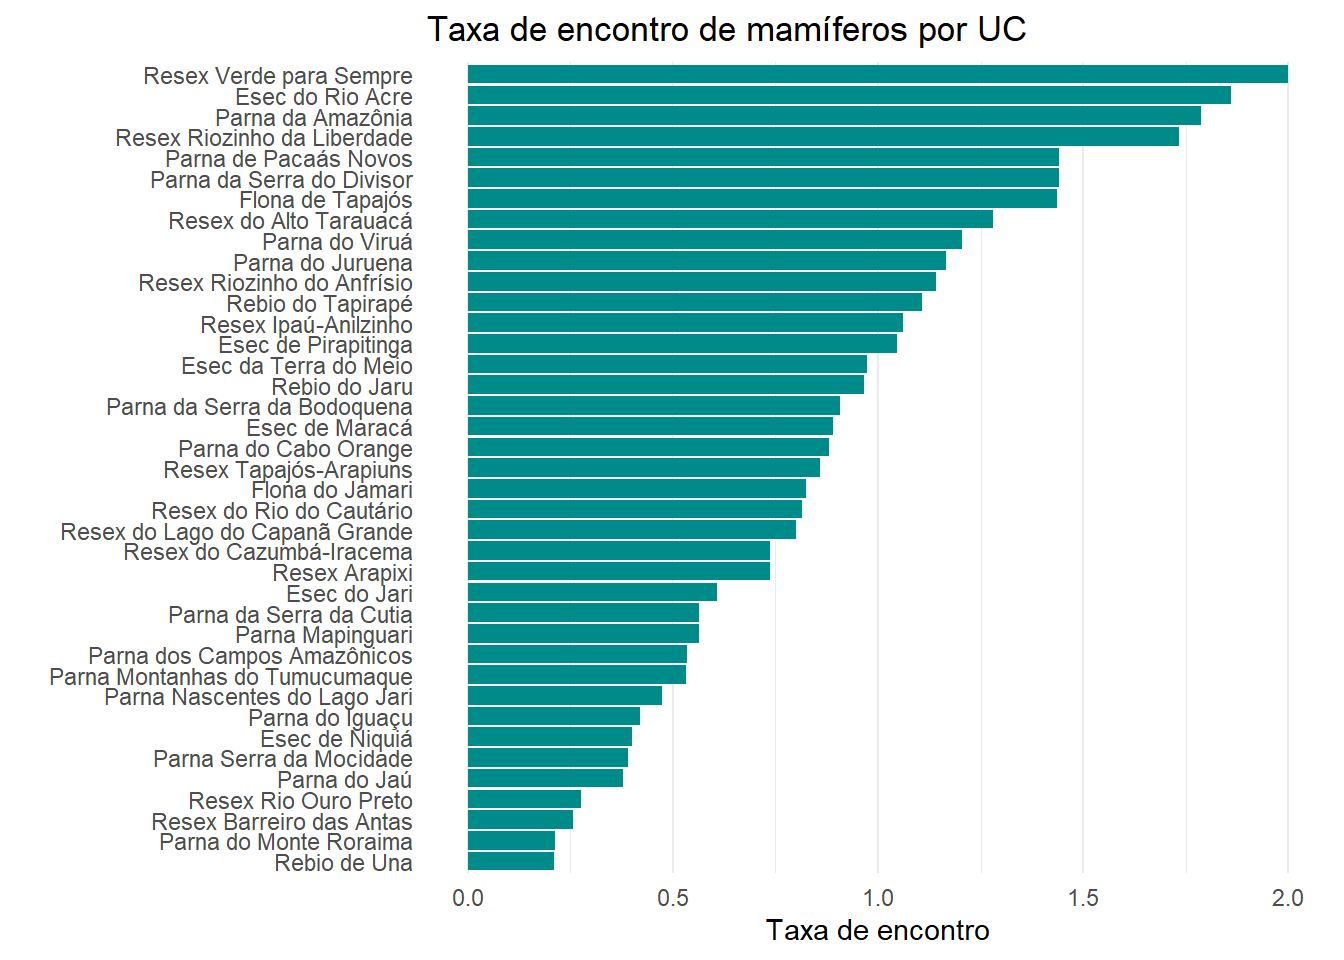 Taxa de encontro de mamíferos por UC
Resex Verde para Sempre
Esec do Rio Acre
Parna da Amazônia
Resex Riozinho da Liberdade
Parna de Pacaás Novos
Parna da Serra do Divisor
Flona de Tapajós
Resex do Alto Tarauacá
Parna do Viruá
Parna do Juruena
Resex Riozinho do Anfrísio
Rebio do Tapirapé
Resex Ipaú-Anilzinho
Esec de Pirapitinga
Esec da Terra do Meio
Rebio do Jaru
Parna da Serra da Bodoquena
Esec de Maracá
Parna do Cabo Orange
Resex Tapajós-Arapiuns
Flona do Jamari
Resex do Rio do Cautário
Resex do Lago do Capanã Grande
Resex do Cazumbá-Iracema
Resex Arapixi
Esec do Jari
Parna da Serra da Cutia
Parna Mapinguari
Parna dos Campos Amazônicos
Parna Montanhas do Tumucumaque
Parna Nascentes do Lago Jari
Parna do Iguaçu
Esec de Niquiá
Parna Serra da Mocidade
Parna do Jaú
Resex Rio Ouro Preto
Resex Barreiro das Antas
Parna do Monte Roraima
Rebio de Una
0.0 0.5 1.0 1.5 2.0
Taxa de encontro